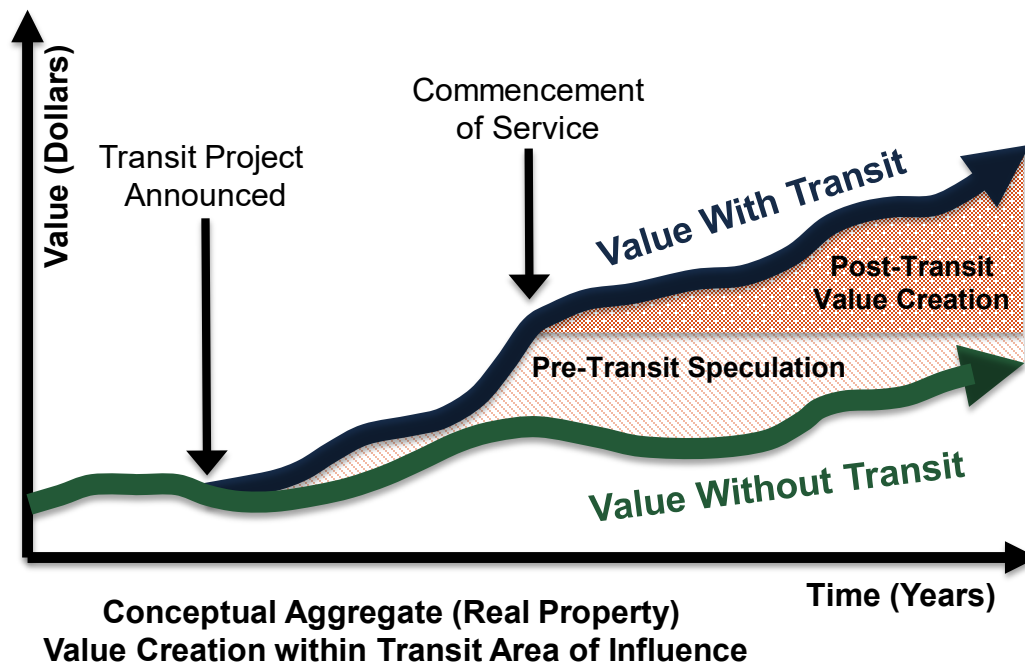 Value (Dollars)
Transit Project
Announced
Commencement
of Service
Value With Transit
Post-Transit
Value Creation
Pre-Transit Speculation
Value Without Transit
Time (Years)
Conceptual Aggregate (Real Property)
Value Creation within Transit Area of Influence